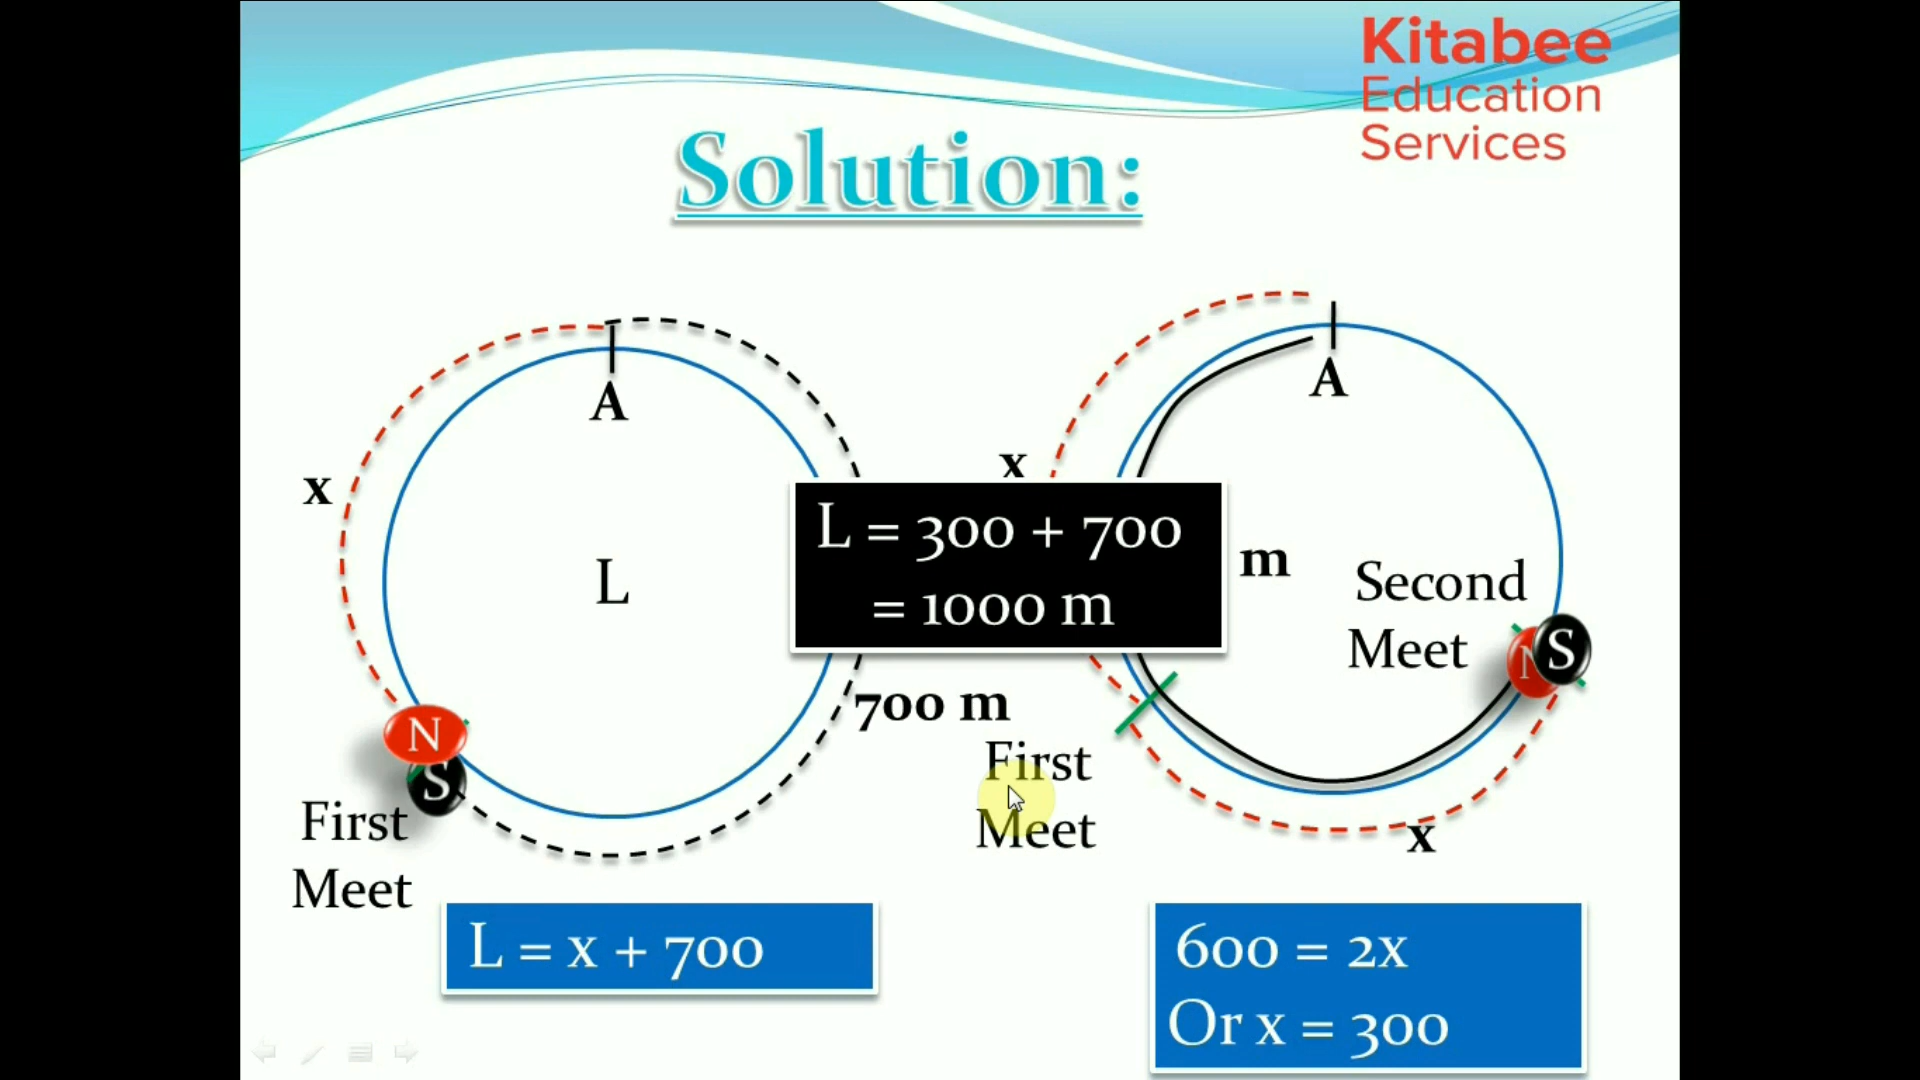 Kitabee
Education
Services
Solution:
A
x
L
N
S
First
Meet
700 m
L = x + 700
L = 300 + 700
= 1000 m
A
x
m
Second
Meet
N
S
First
Meet
x
600 = 2x
Or x = 300